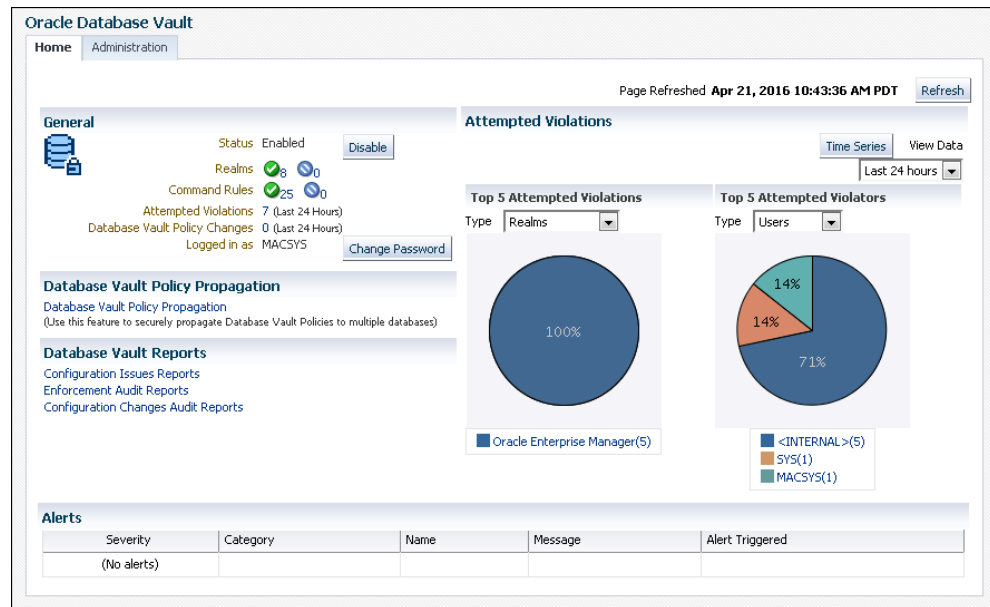 Oracle Database Vault
Home
Administration
Page Refreshed Apr 21, 2016 10:43:36 AM PDT
Refresh
General
Status Enabled
Disable
Realms 8 0
Command Rules 25 0
Attempted Violations 7 (Last 24 Hours)
Database Vault Policy Changes 0 (Last 24 Hours)
Logged in as MACSYS
Change Password
Database Vault Policy Propagation
Database Vault Policy Propagation
(Use this feature to securely propagate Database Vault Policies to multiple databases)
Database Vault Reports
Configuration Issues Reports
Enforcement Audit Reports
Configuration Changes Audit Reports
Attempted Violations
Time Series
View Data
Last 24 hours
Top 5 Attempted Violations
Type Realms
100%
Oracle Enterprise Manager(5)
Top 5 Attempted Violators
Type Users
14%
14%
71%
<INTERNAL>(5)
SYS(1)
MACSYS(1)
Alerts
Severity Category Name Message Alert Triggered
(No alerts)